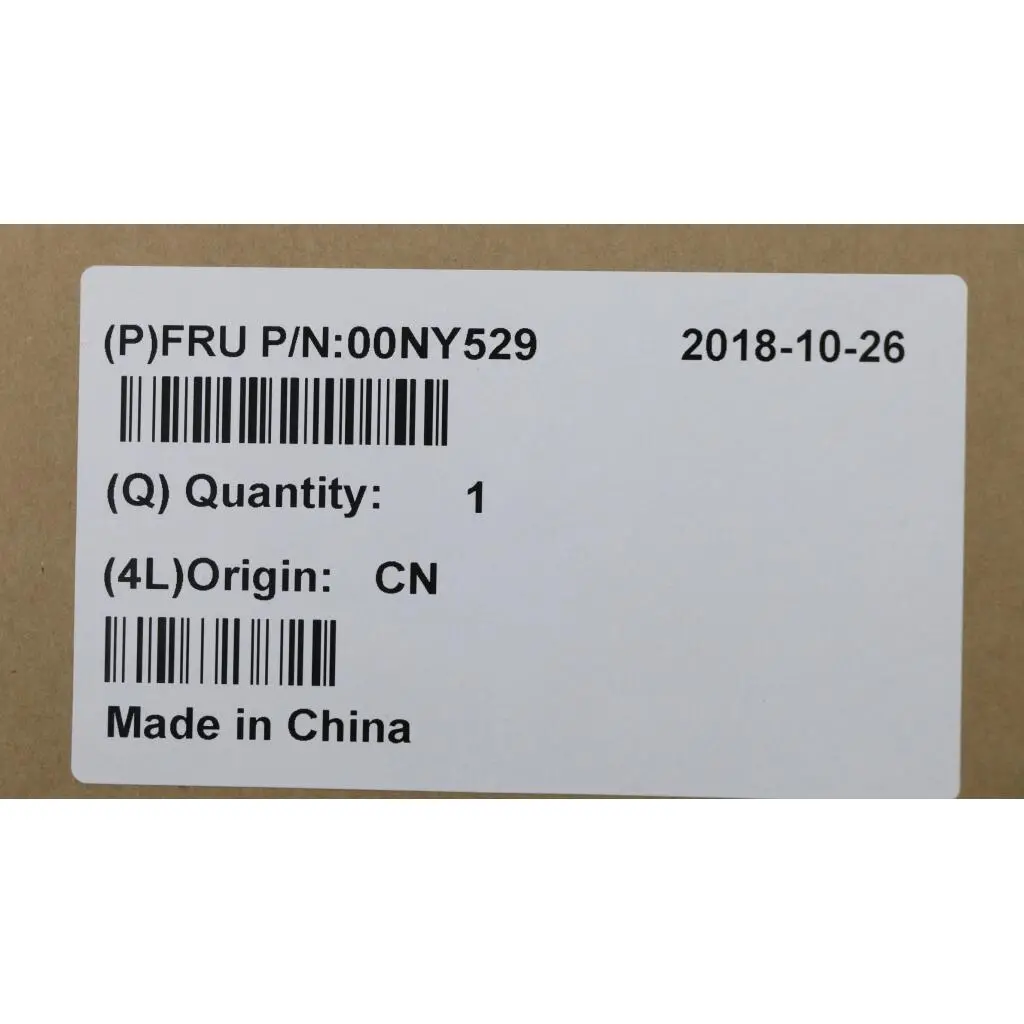 (P)FRU P/N:00NY529 2018-10-26
(Q) Quantity: 1
(4L)Origin: CN
Made in China